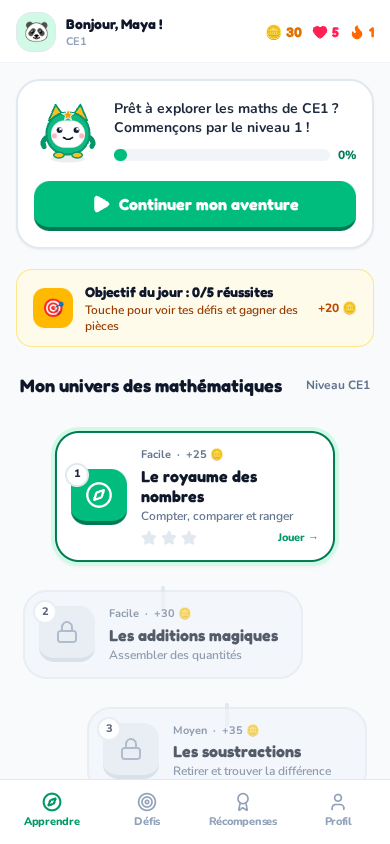 Bonjour, Maya !
CE1
30
5
1
Prêt à explorer les maths de CE1 ?
Commençons par le niveau 1 !
0%
Continuer mon aventure
Objectif du jour : 0/5 réussites
Touche pour voir tes défis et gagner des
pièces
+20
Mon univers des mathématiques
Niveau CE1
Facile · +25
1
Le royaume des
nombres
Compter, comparer et ranger
Jouer →
Facile · +30
2
Les additions magiques
Assembler des quantités
Moyen · +35
3
Les soustractions
Retirer et trouver la différence
Apprendre
Défis
Récompenses
Profil